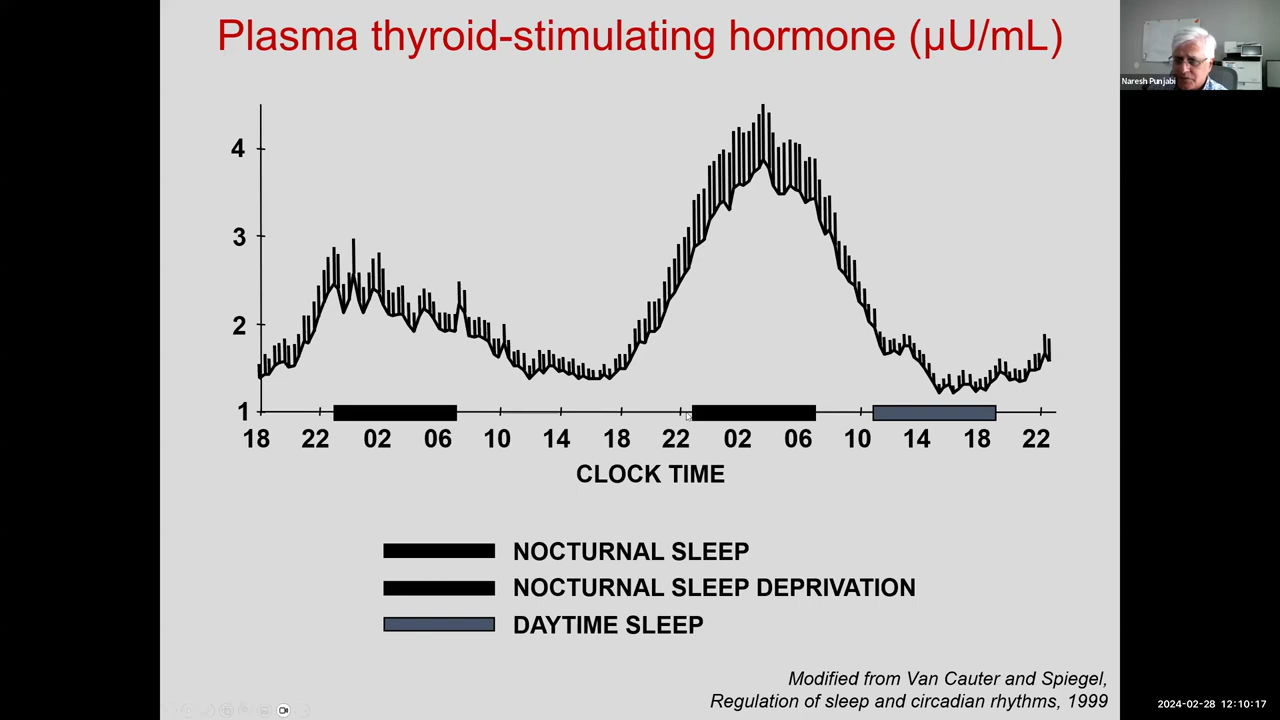 Plasma thyroid-stimulating hormone (µU/mL)
Naresh Punjabi
4
3
2
1
18 22 02 06 10 14 18 22 02 06 10 14 18 22
CLOCK TIME
NOCTURNAL SLEEP
NOCTURNAL SLEEP DEPRIVATION
DAYTIME SLEEP
Modified from Van Cauter and Spiegel,
Regulation of sleep and circadian rhythms, 1999
2024-02-28 12:10:17